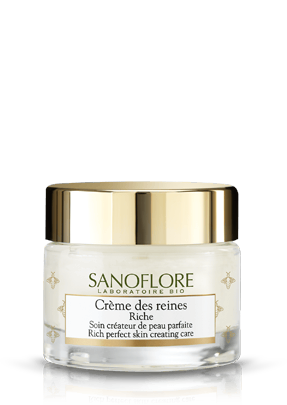 SANOFLORE
LABORATOIRE BIO
Crème des reines
Riche
Soin créateur de peau parfaite
Rich perfect skin creating care